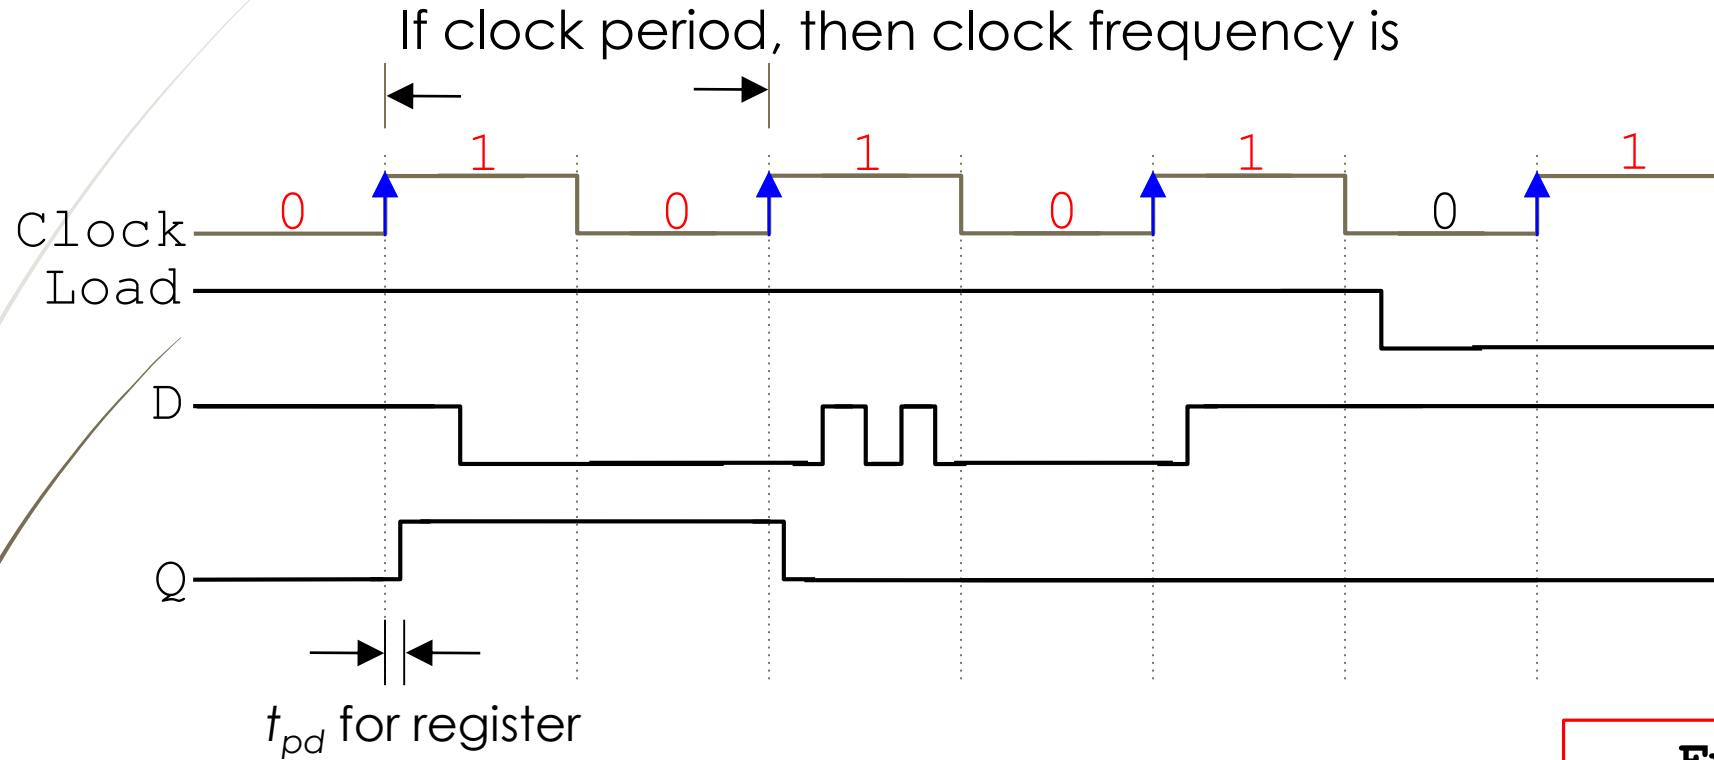 If clock period, then clock frequency is
1 1 1 1
0 0 0 0
Clock
Load
D
Q
tpd for register